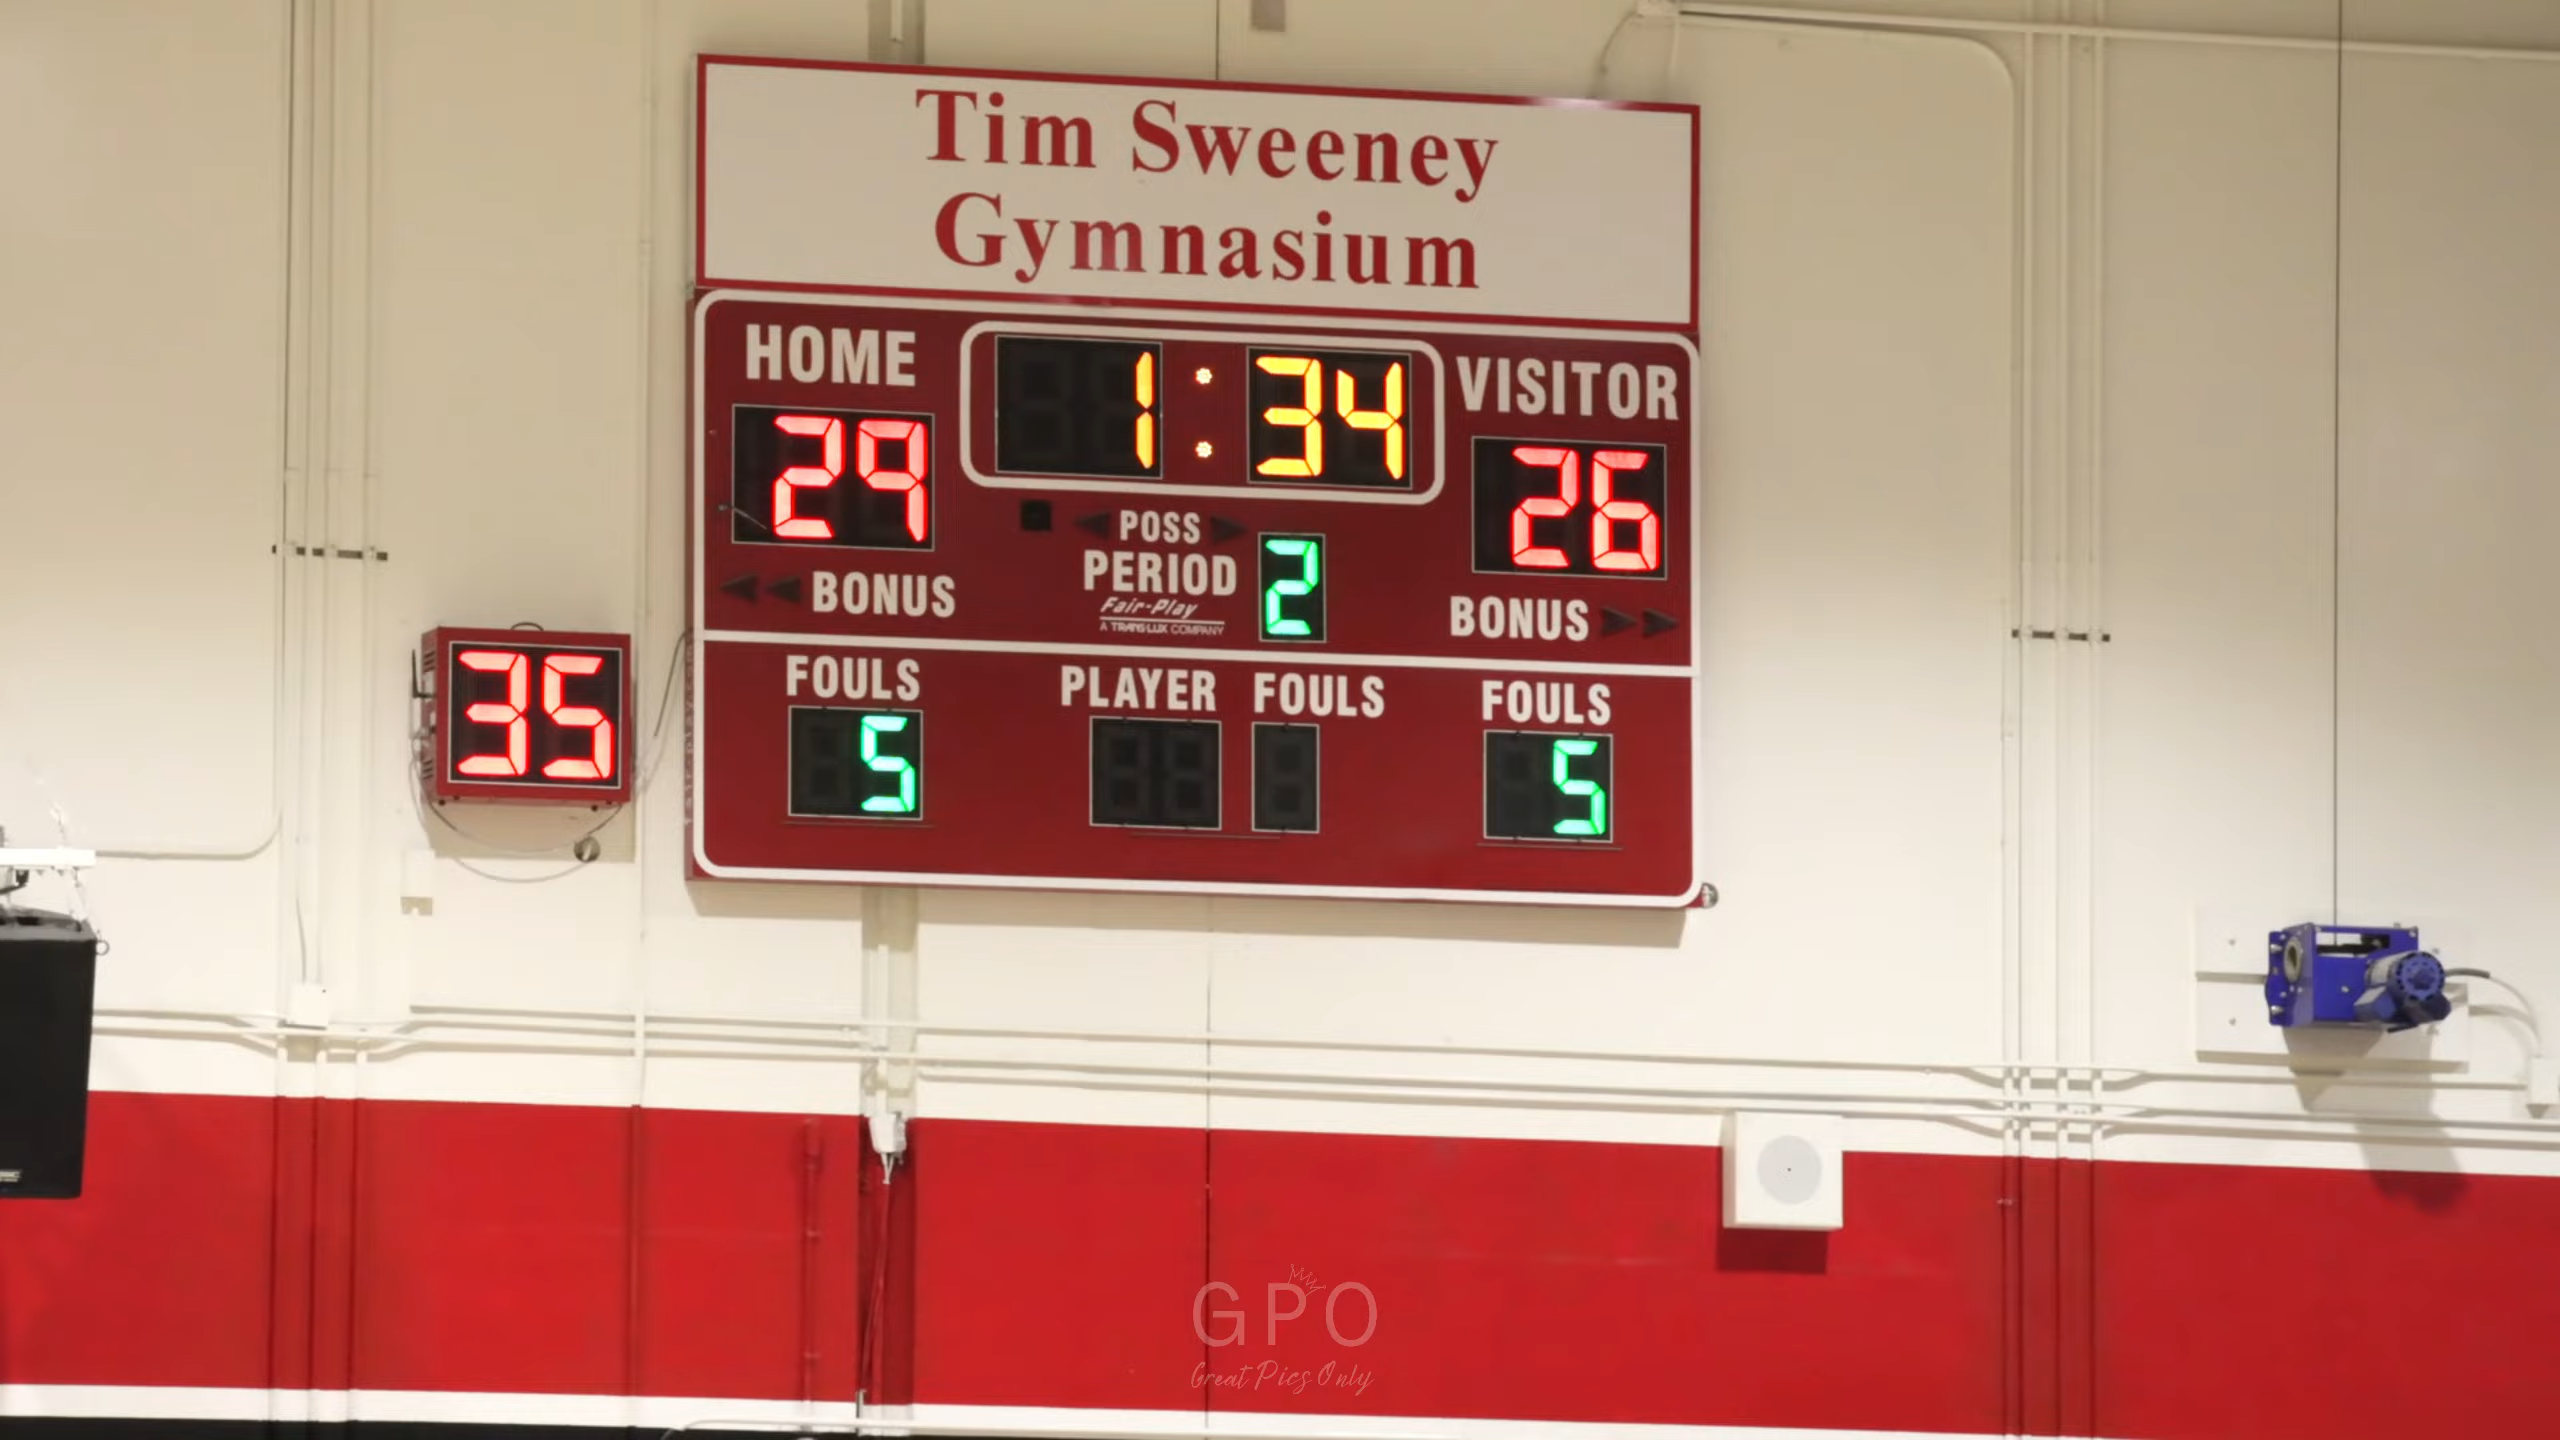 Tim Sweeney
Gymnasium
HOME
1:34
VISITOR
29
26
POSS
PERIOD 2
BONUS
BONUS
Fair-Play
A TRANS-LUX COMPANY
35
FOULS
PLAYER FOULS
FOULS
5
5
GPO
Great Pics Only